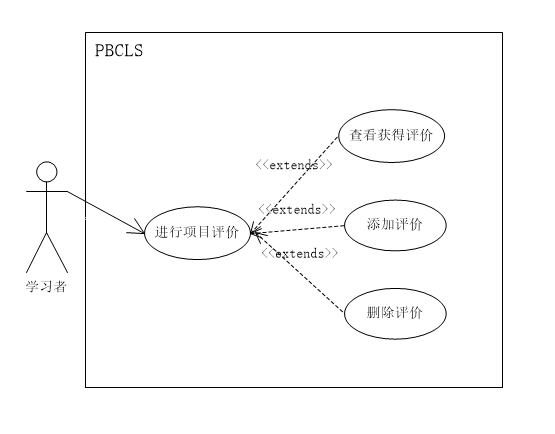 PBCLS
查看获得评价
<<extends>>
<<extends>>
添加评价
进行项目评价
<<extends>>
学习者
删除评价